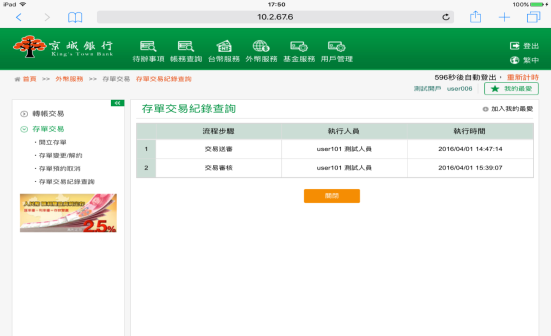 iPad 17:50 100%
10.2.67.6
京城銀行
King's Town Bank
待辦事項 帳務查詢 台幣服務 外幣服務 基金服務 用戶管理
登出
繁中
首頁 >> 外幣服務 >> 存單交易 存單交易紀錄查詢
596秒後自動登出, 重新計時
測試開戶 user006 我的最愛
轉帳交易
存單交易
・開立存單
・存單變更/解約
・存單預約取消
・存單交易紀錄查詢
2.5%
存單交易紀錄查詢
加入我的最愛
流程步驟 執行人員 執行時間
1 交易送審 user101 測試人員 2016/04/01 14:47:14
2 交易審核 user101 測試人員 2016/04/01 15:39:07
關閉